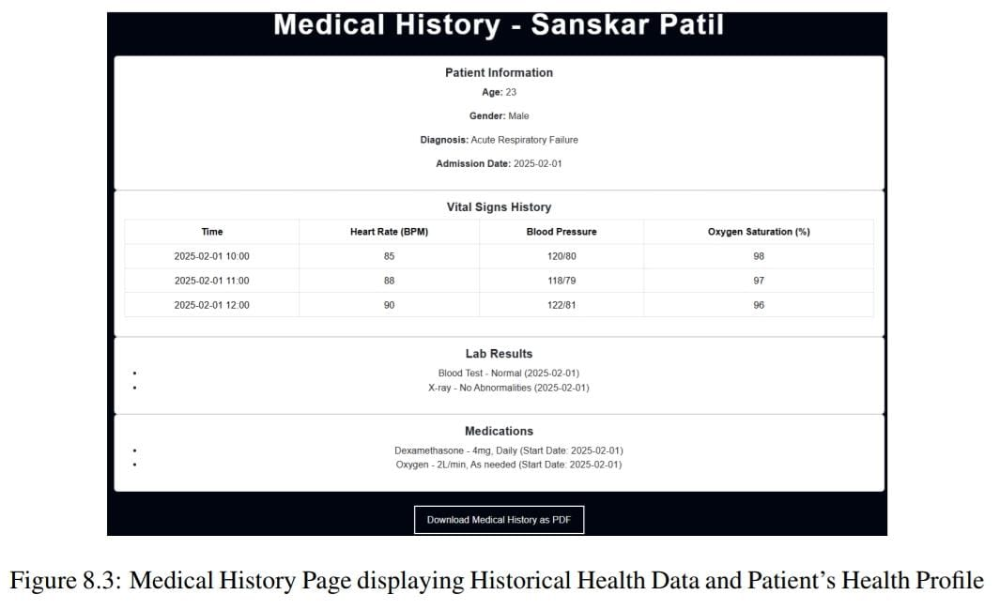 Medical History - Sanskar Patil
Patient Information
Age: 23
Gender: Male
Diagnosis: Acute Respiratory Failure
Admission Date: 2025-02-01
Vital Signs History
Time Heart Rate (BPM) Blood Pressure Oxygen Saturation (%)
2025-02-01 10:00 85 120/80 98
2025-02-01 11:00 88 118/79 97
2025-02-01 12:00 90 122/81 96
Lab Results
• Blood Test - Normal (2025-02-01)
• X-ray - No Abnormalities (2025-02-01)
Medications
• Dexamethasone - 4mg, Daily (Start Date: 2025-02-01)
• Oxygen - 2L/min, As needed (Start Date: 2025-02-01)
Download Medical History as PDF
Figure 8.3: Medical History Page displaying Historical Health Data and Patient’s Health Profile